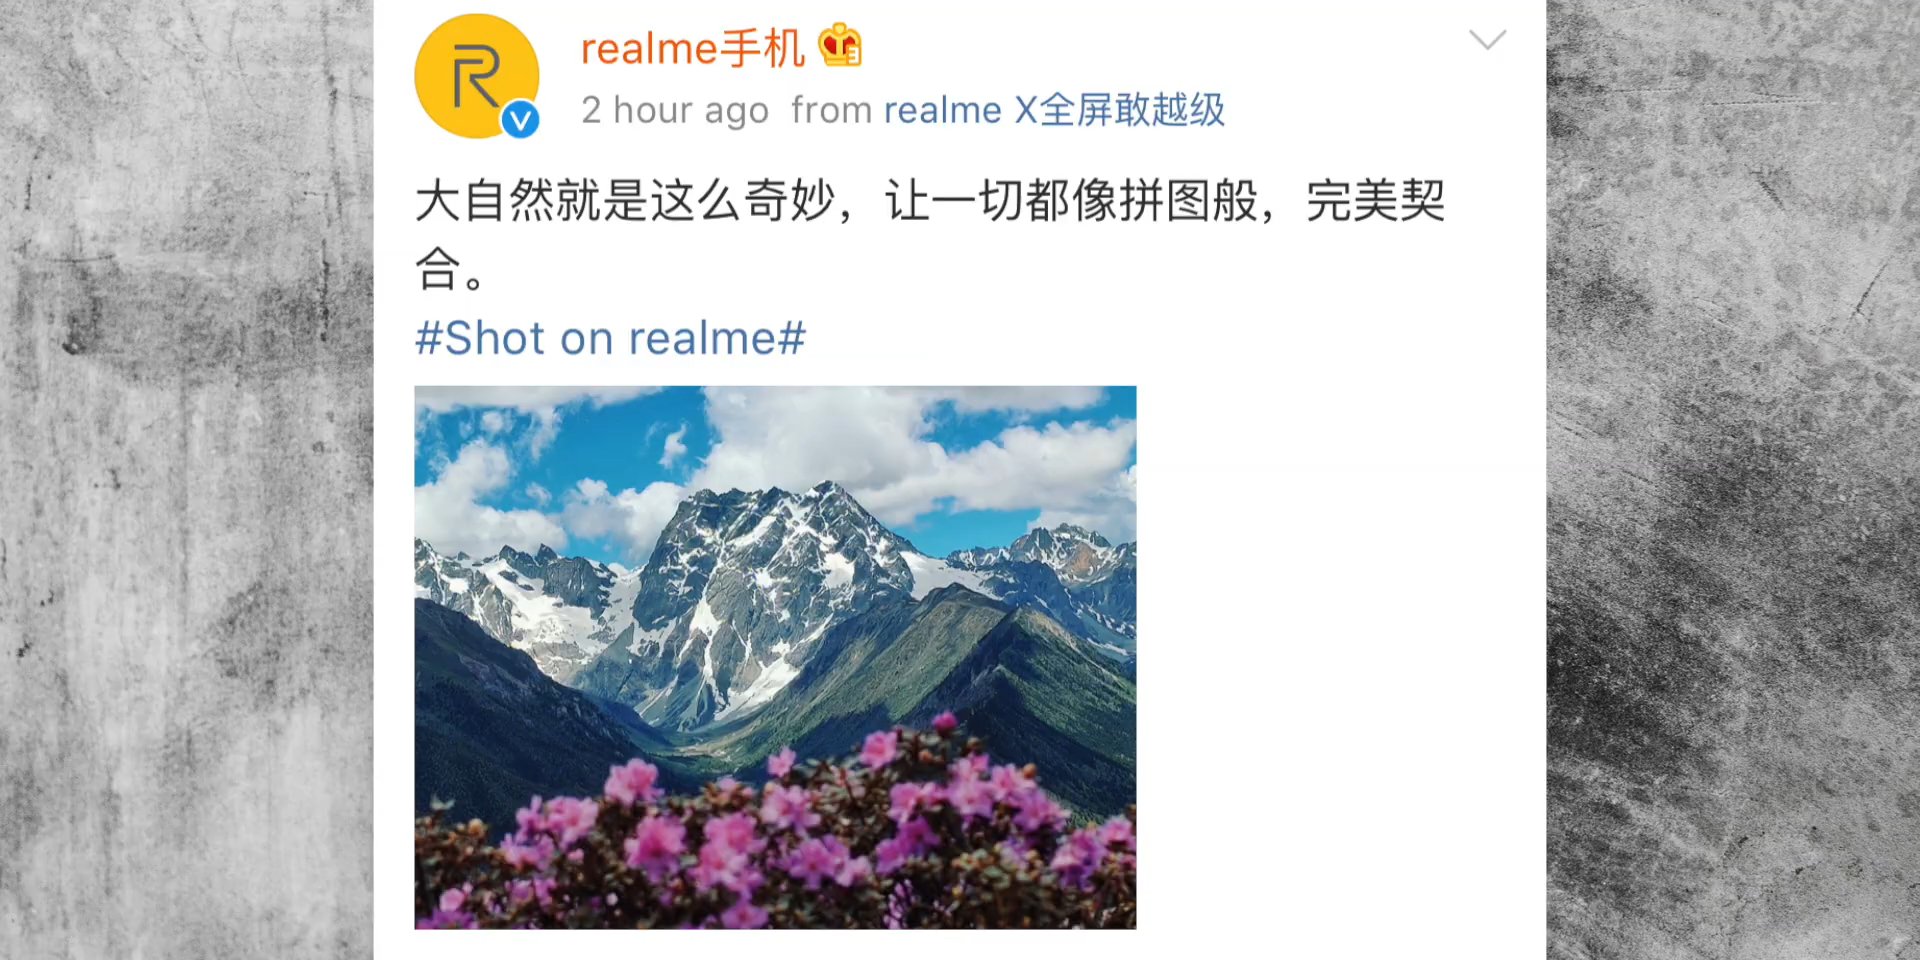 realme手机
2 hour ago from realme X全屏敢越级
大自然就是这么奇妙，让一切都像拼图般，完美契
合。
#Shot on realme#